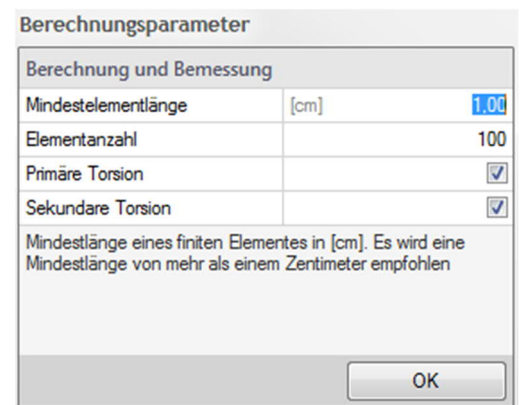 Berechnungsparameter
Berechnung und Bemessung
Mindestelementlänge [cm] 1,00
Elementanzahl 100
Primäre Torsion
Sekundare Torsion
Mindestlänge eines finiten Elementes in [cm]. Es wird eine
Mindestlänge von mehr als einem Zentimeter empfohlen
OK